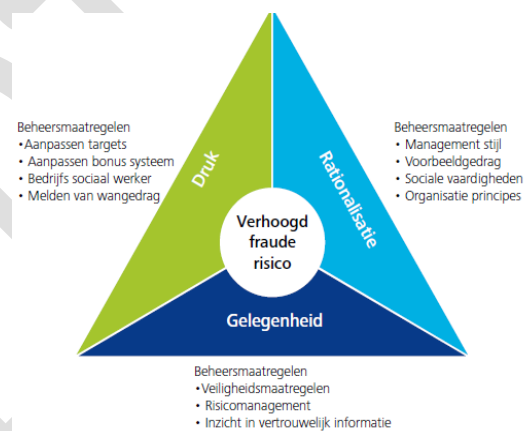 Beheersmaatregelen
•Aanpassen targets
• Aanpassen bonus systeem
• Bedrijfs sociaal werker
• Melden van wangedrag
Druk
Rationalisatie
Beheersmaatregelen
• Management stijl
• Voorbeeldgedrag
• Sociale vaardigheden
• Organisatie principes
Verhoogd
fraude
risico
Gelegenheid
Beheersmaatregelen
•Veiligheidsmaatregelen
• Risicomanagement
• Inzicht in vertrouwelijk informatie